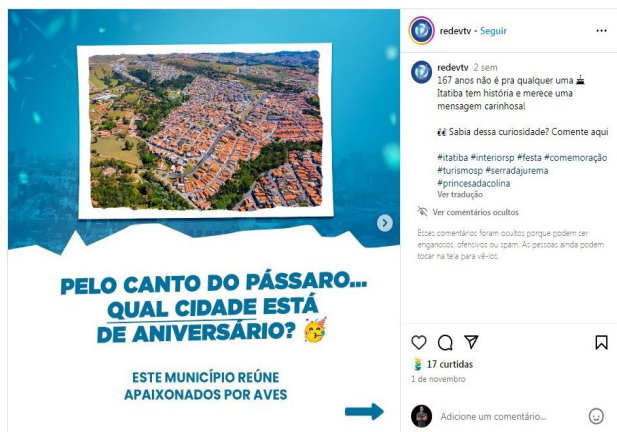 PELO CANTO DO PÁSSARO...
QUAL CIDADE ESTÁ
DE ANIVERSÁRIO?
ESTE MUNICÍPIO REÚNE
APAIXONADOS POR AVES
redevtv • Seguir
redevtv 2 sem
167 anos não é pra qualquer uma
Itatiba tem história e merece uma
mensagem carinhosa!
Sabia dessa curiosidade? Comente aqui
#itatiba #interiorsp #festa #comemoração
#turismosp #serradajurema
#princesadacolina
Ver tradução
Ver comentários ocultos
Esses comentários foram ocultos porque podem ser
enganosos, ofensivos ou spam. As pessoas ainda podem
tocar na tela para vê-los.
17 curtidas
1 de novembro
Adicione um comentário...